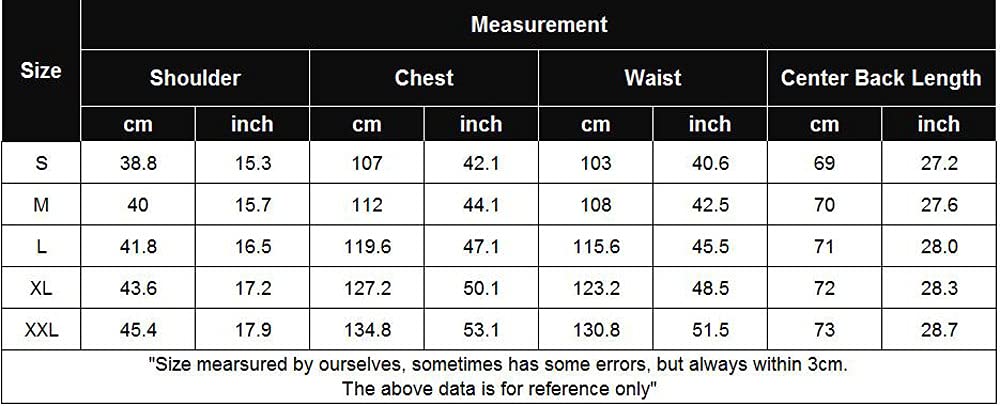 Measurement
Size
Shoulder Chest Waist Center Back Length
cm inch cm inch cm inch cm inch
S 38.8 15.3 107 42.1 103 40.6 69 27.2
M 40 15.7 112 44.1 108 42.5 70 27.6
L 41.8 16.5 119.6 47.1 115.6 45.5 71 28.0
XL 43.6 17.2 127.2 50.1 123.2 48.5 72 28.3
XXL 45.4 17.9 134.8 53.1 130.8 51.5 73 28.7
"Size mearsured by ourselves, sometimes has some errors, but always within 3cm.
The above data is for reference only"